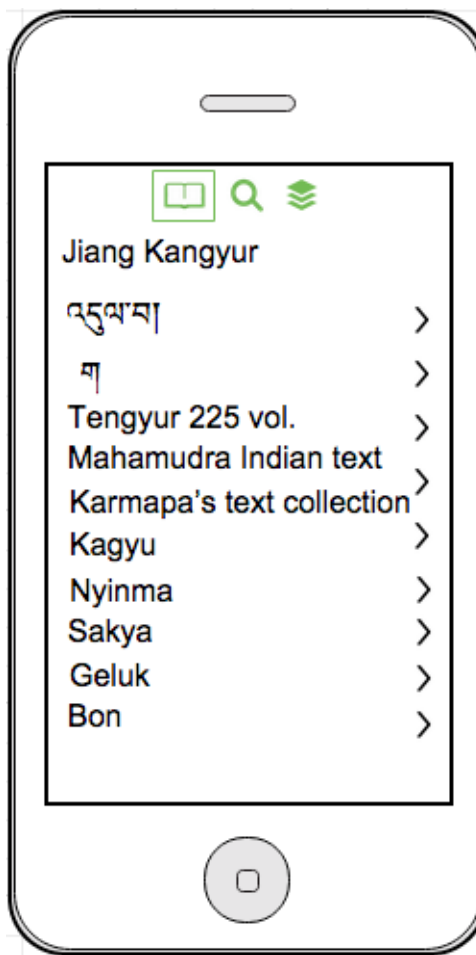 Jiang Kangyur
འདུལ་བ།
ག
Tengyur 225 vol.
Mahamudra Indian text
Karmapa's text collection
Kagyu
Nyinma
Sakya
Geluk
Bon